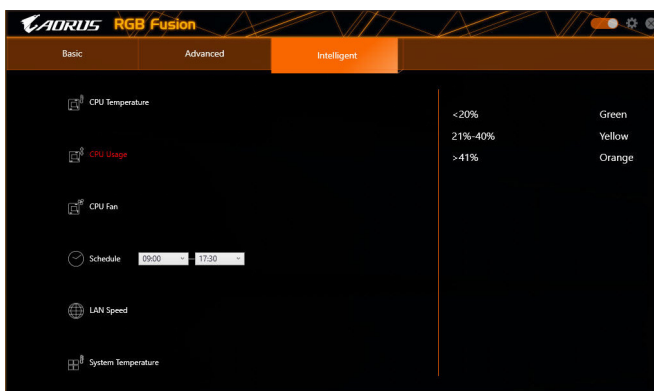 AORUS RGB Fusion
Basic Advanced Intelligent
CPU Temperature
CPU Usage
CPU Fan
Schedule 09:00 – 17:30
LAN Speed
System Temperature
<20% Green
21%-40% Yellow
>41% Orange